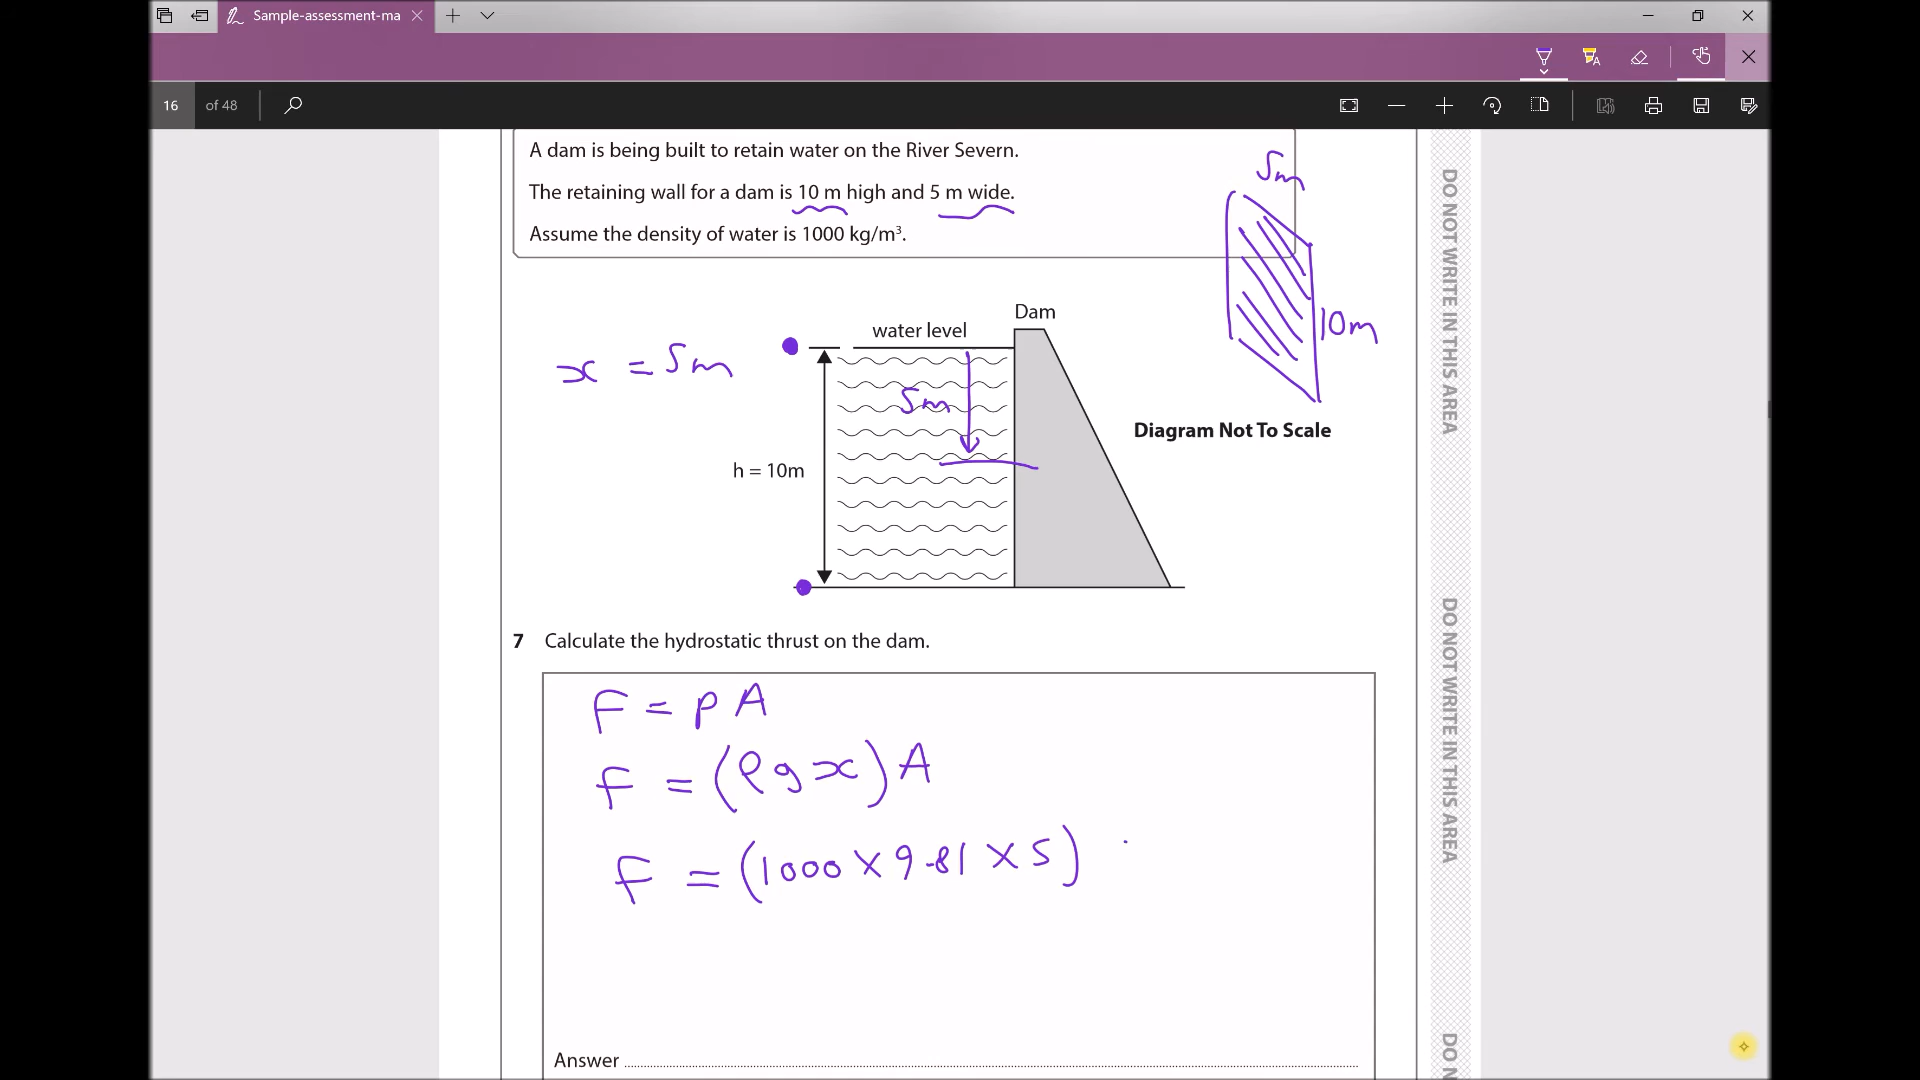 Sample-assessment-ma
16 of 48
A dam is being built to retain water on the River Severn.
The retaining wall for a dam is 10 m high and 5 m wide.
Assume the density of water is 1000 kg/m³.
5m
10m
Dam
water level
x = 5m
5m
Diagram Not To Scale
h = 10m
7 Calculate the hydrostatic thrust on the dam.
F = P A
F = (ρgx)A
F = (1000 × 9.81 × 5)
Answer
DO NOT WRITE IN THIS AREA
DO NOT WRITE IN THIS AREA
DO N